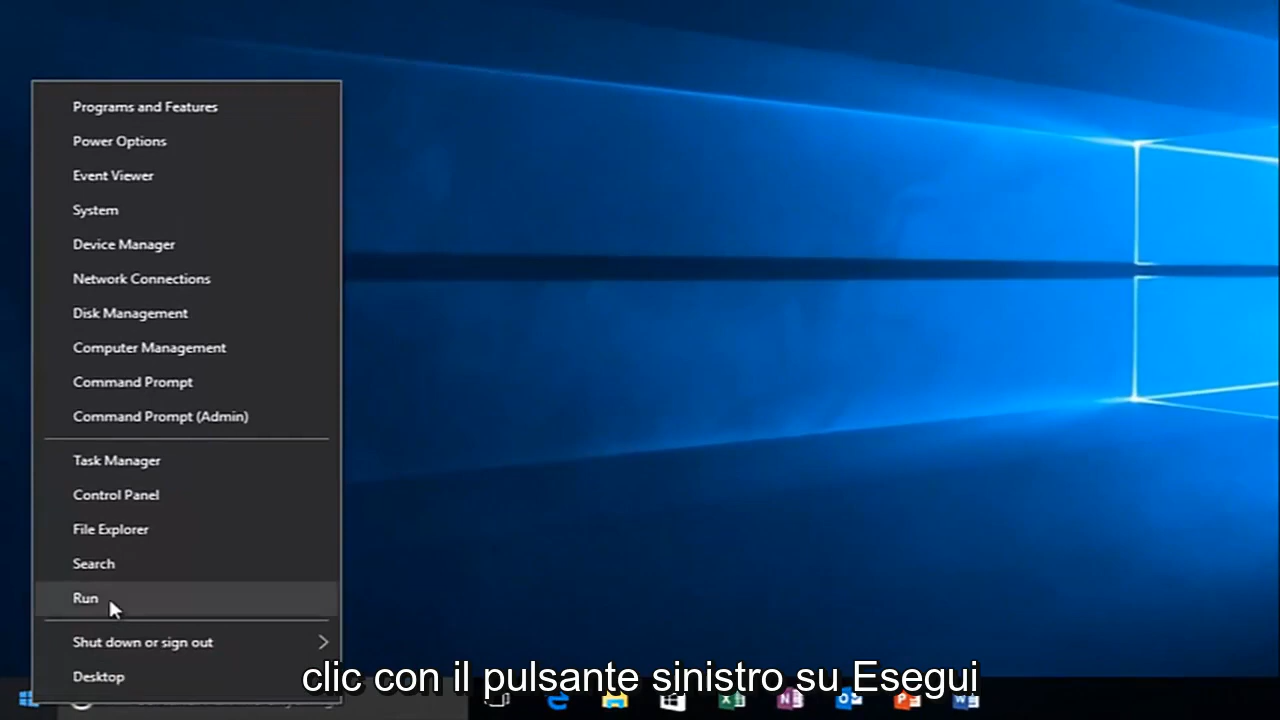 Programs and Features
Power Options
Event Viewer
System
Device Manager
Network Connections
Disk Management
Computer Management
Command Prompt
Command Prompt (Admin)
Task Manager
Control Panel
File Explorer
Search
Run
Shut down or sign out
Desktop
clic con il pulsante sinistro su Esegui